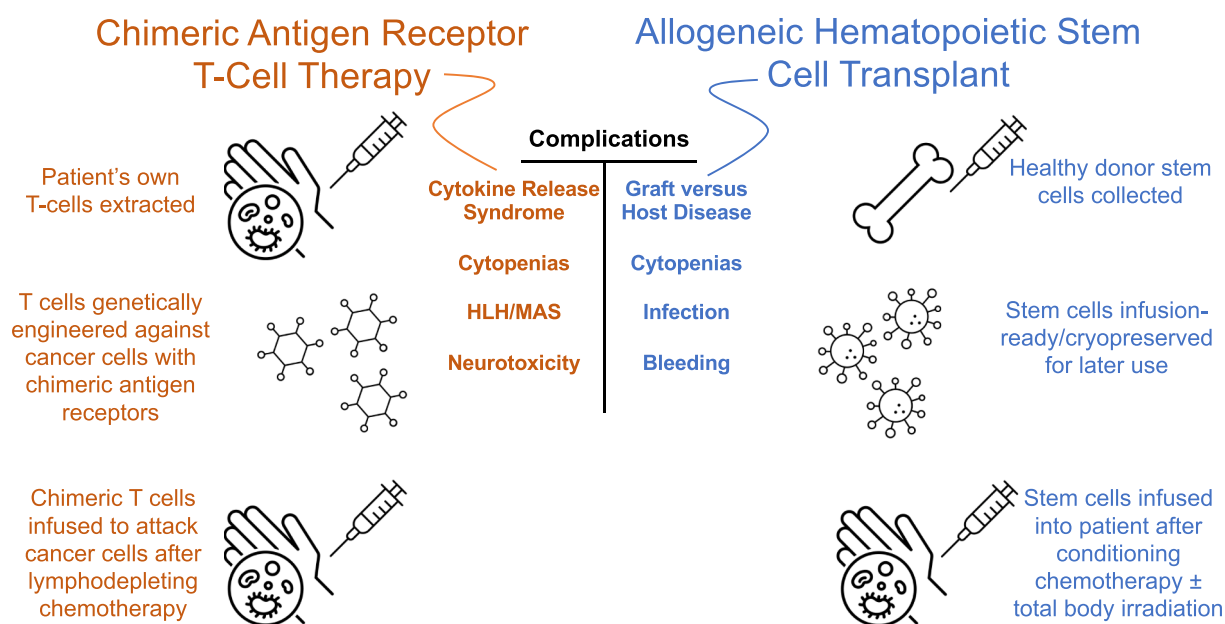 Chimeric Antigen Receptor
T-Cell Therapy
Allogeneic Hematopoietic Stem
Cell Transplant
Patient’s own
T-cells extracted
T cells genetically
engineered against
cancer cells with
chimeric antigen
receptors
Chimeric T cells
infused to attack
cancer cells after
lymphodepleting
chemotherapy
Complications
Cytokine Release
Syndrome
Cytopenias
HLH/MAS
Neurotoxicity
Graft versus
Host Disease
Cytopenias
Infection
Bleeding
Healthy donor stem
cells collected
Stem cells infusion-
ready/cryopreserved
for later use
Stem cells infused
into patient after
conditioning
chemotherapy ±
total body irradiation